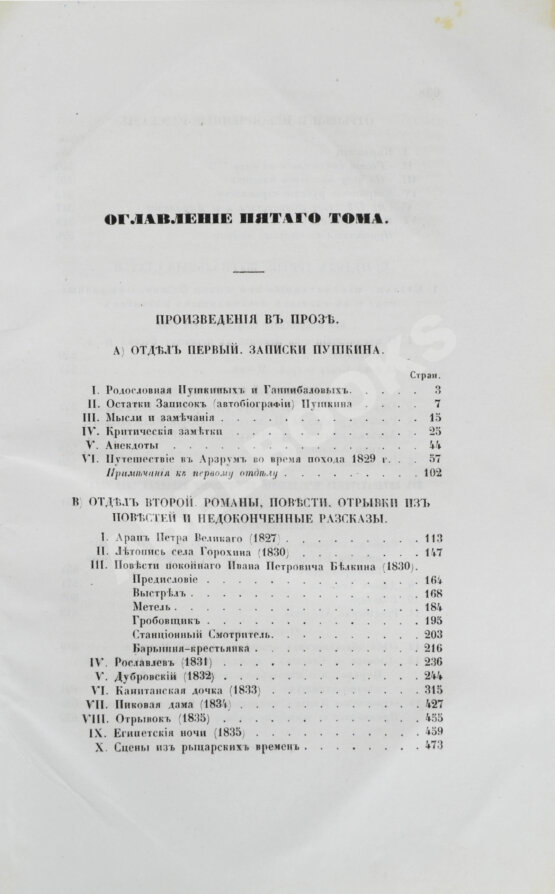 ОГЛАВЛЕНІЕ ПЯТАГО ТОМА.
ПРОИЗВЕДЕНІЯ ВЪ ПРОЗѢ.
А) ОТДѢЛЪ ПЕРВЫЙ. ЗАПИСКИ ПУШКИНА.
Стран.
I. Родословная Пушкиныхъ и Ганнибаловыхъ. . . . . 3
II. Остатки Записокъ (автобіографіи) Пушкина . . . . 7
III. Мысли и замѣчанія . . . . . . . . . . . . 15
IV. Критическія замѣтки . . . . . . . . . . . 25
V. Анекдоты . . . . . . . . . . . . . . . 44
VI. Путешествіе въ Арзрумъ во время похода 1829 г. . . 57
Примѣчанія къ первому отдѣлу . . . . . . . . 102
В) ОТДѢЛЪ ВТОРОЙ. РОМАНЫ, ПОВѢСТИ, ОТРЫВКИ ИЗЪ
ПОВѢСТЕЙ И НЕДОКОНЧЕННЫЕ РАЗСКАЗЫ.
I. Арапъ Петра Великаго (1827) . . . . . . . . 113
II. Лѣтопись села Горохина (1830) . . . . . . . . 147
III. Повѣсти покойнаго Ивана Петровича Бѣлкина (1830).
Предисловіе . . . . . . . . . . . . . 164
Выстрѣлъ . . . . . . . . . . . . . . 168
Метель . . . . . . . . . . . . . . . 184
Гробовщикъ . . . . . . . . . . . . . 195
Станціонный Смотритель. . . . . . . . . . 203
Барышня-крестьянка . . . . . . . . . . . 216
IV. Рославлевъ (1831) . . . . . . . . . . . . 236
V. Дубровскій (1832) . . . . . . . . . . . . 244
VI. Капитанская дочка (1833) . . . . . . . . . 315
VII. Пиковая дама (1834) . . . . . . . . . . . 427
VIII. Отрывокъ (1835) . . . . . . . . . . . . 455
IX. Египетскія ночи (1835) . . . . . . . . . . 459
X. Сцены изъ рыцарскихъ временъ . . . . . . . . 473